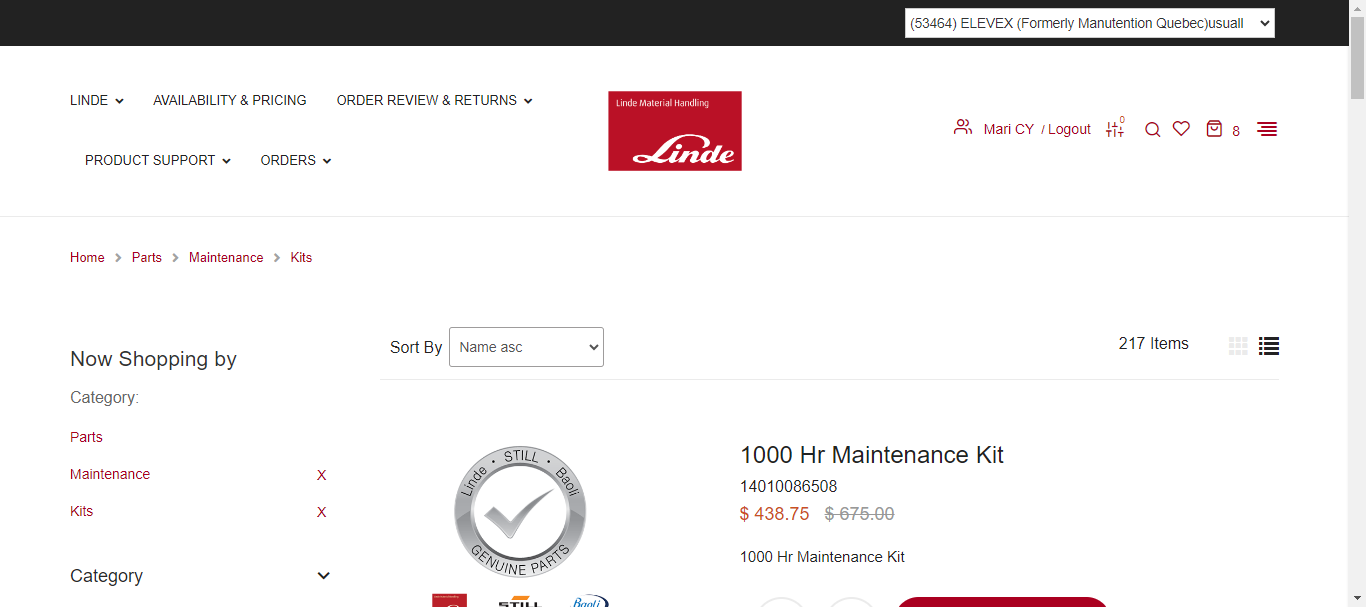 (53464) ELEVEX (Formerly Manutention Quebec)usuall
LINDE
AVAILABILITY & PRICING
ORDER REVIEW & RETURNS
PRODUCT SUPPORT
ORDERS
Linde Material Handling
Linde
Mari CY / Logout
0
8
Home > Parts > Maintenance > Kits
Now Shopping by
Category:
Parts
Maintenance X
Kits X
Category
Sort By Name asc
217 Items
Linde · STILL · Baoli
GENUINE PARTS
Linde Material Handling
STILL
Baoli
1000 Hr Maintenance Kit
14010086508
$ 438.75 $ 675.00
1000 Hr Maintenance Kit